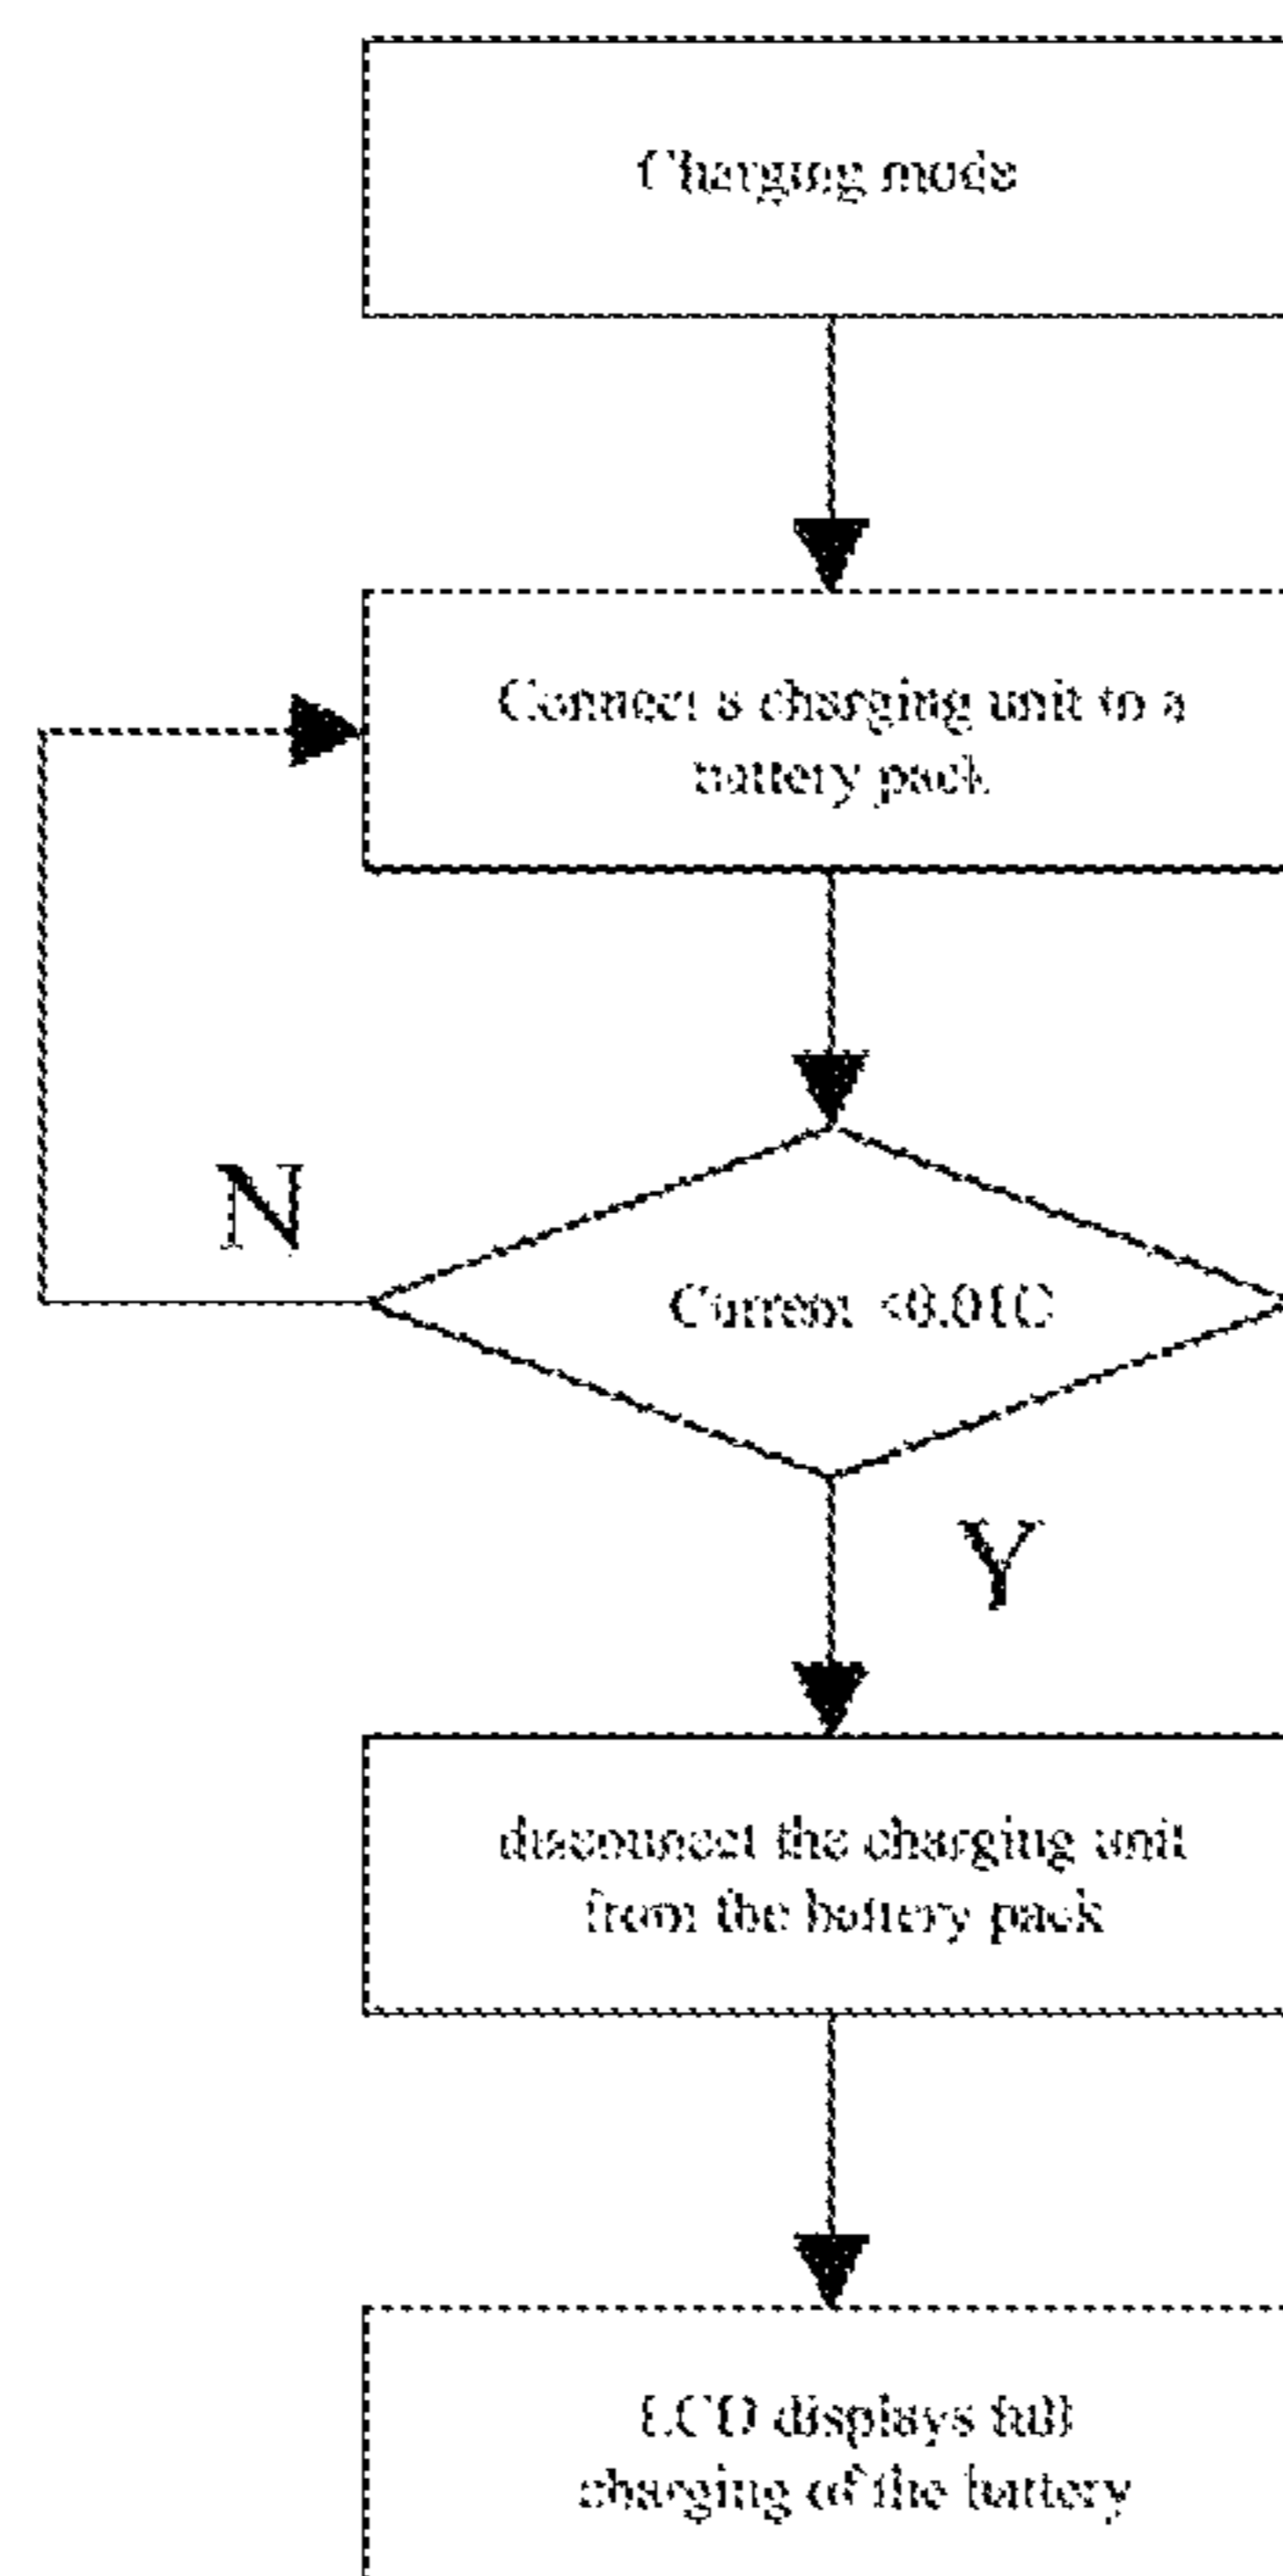 Charging mode
Connect a charging unit to a
battery pack
N
Current <0.01C
Y
disconnect the charging unit
from the battery pack
LCD displays full
charging of the battery